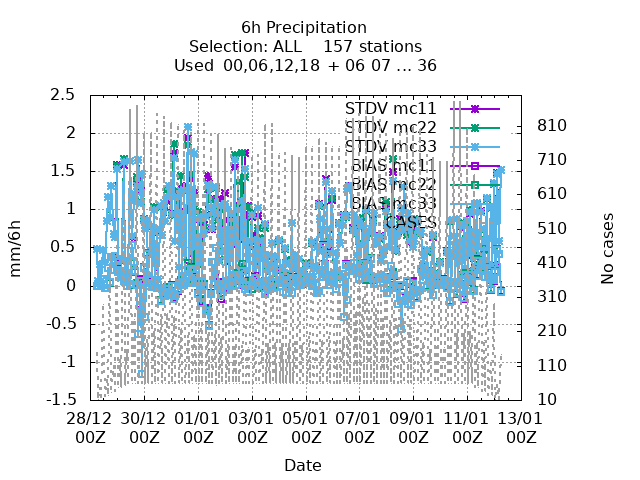 6h Precipitation
Selection: ALL    157 stations
Used  00,06,12,18 + 06 07 ... 36
2.5
2
1.5
1
0.5
0
-0.5
-1
-1.5
mm/6h
STDV mc11
STDV mc22
STDV mc33
BIAS mc11
BIAS mc22
BIAS mc33
CASES
810
710
610
510
410
310
210
110
10
No cases
28/12 30/12 01/01 03/01 05/01 07/01 09/01 11/01 13/01
00Z 00Z 00Z 00Z 00Z 00Z 00Z 00Z 00Z
Date